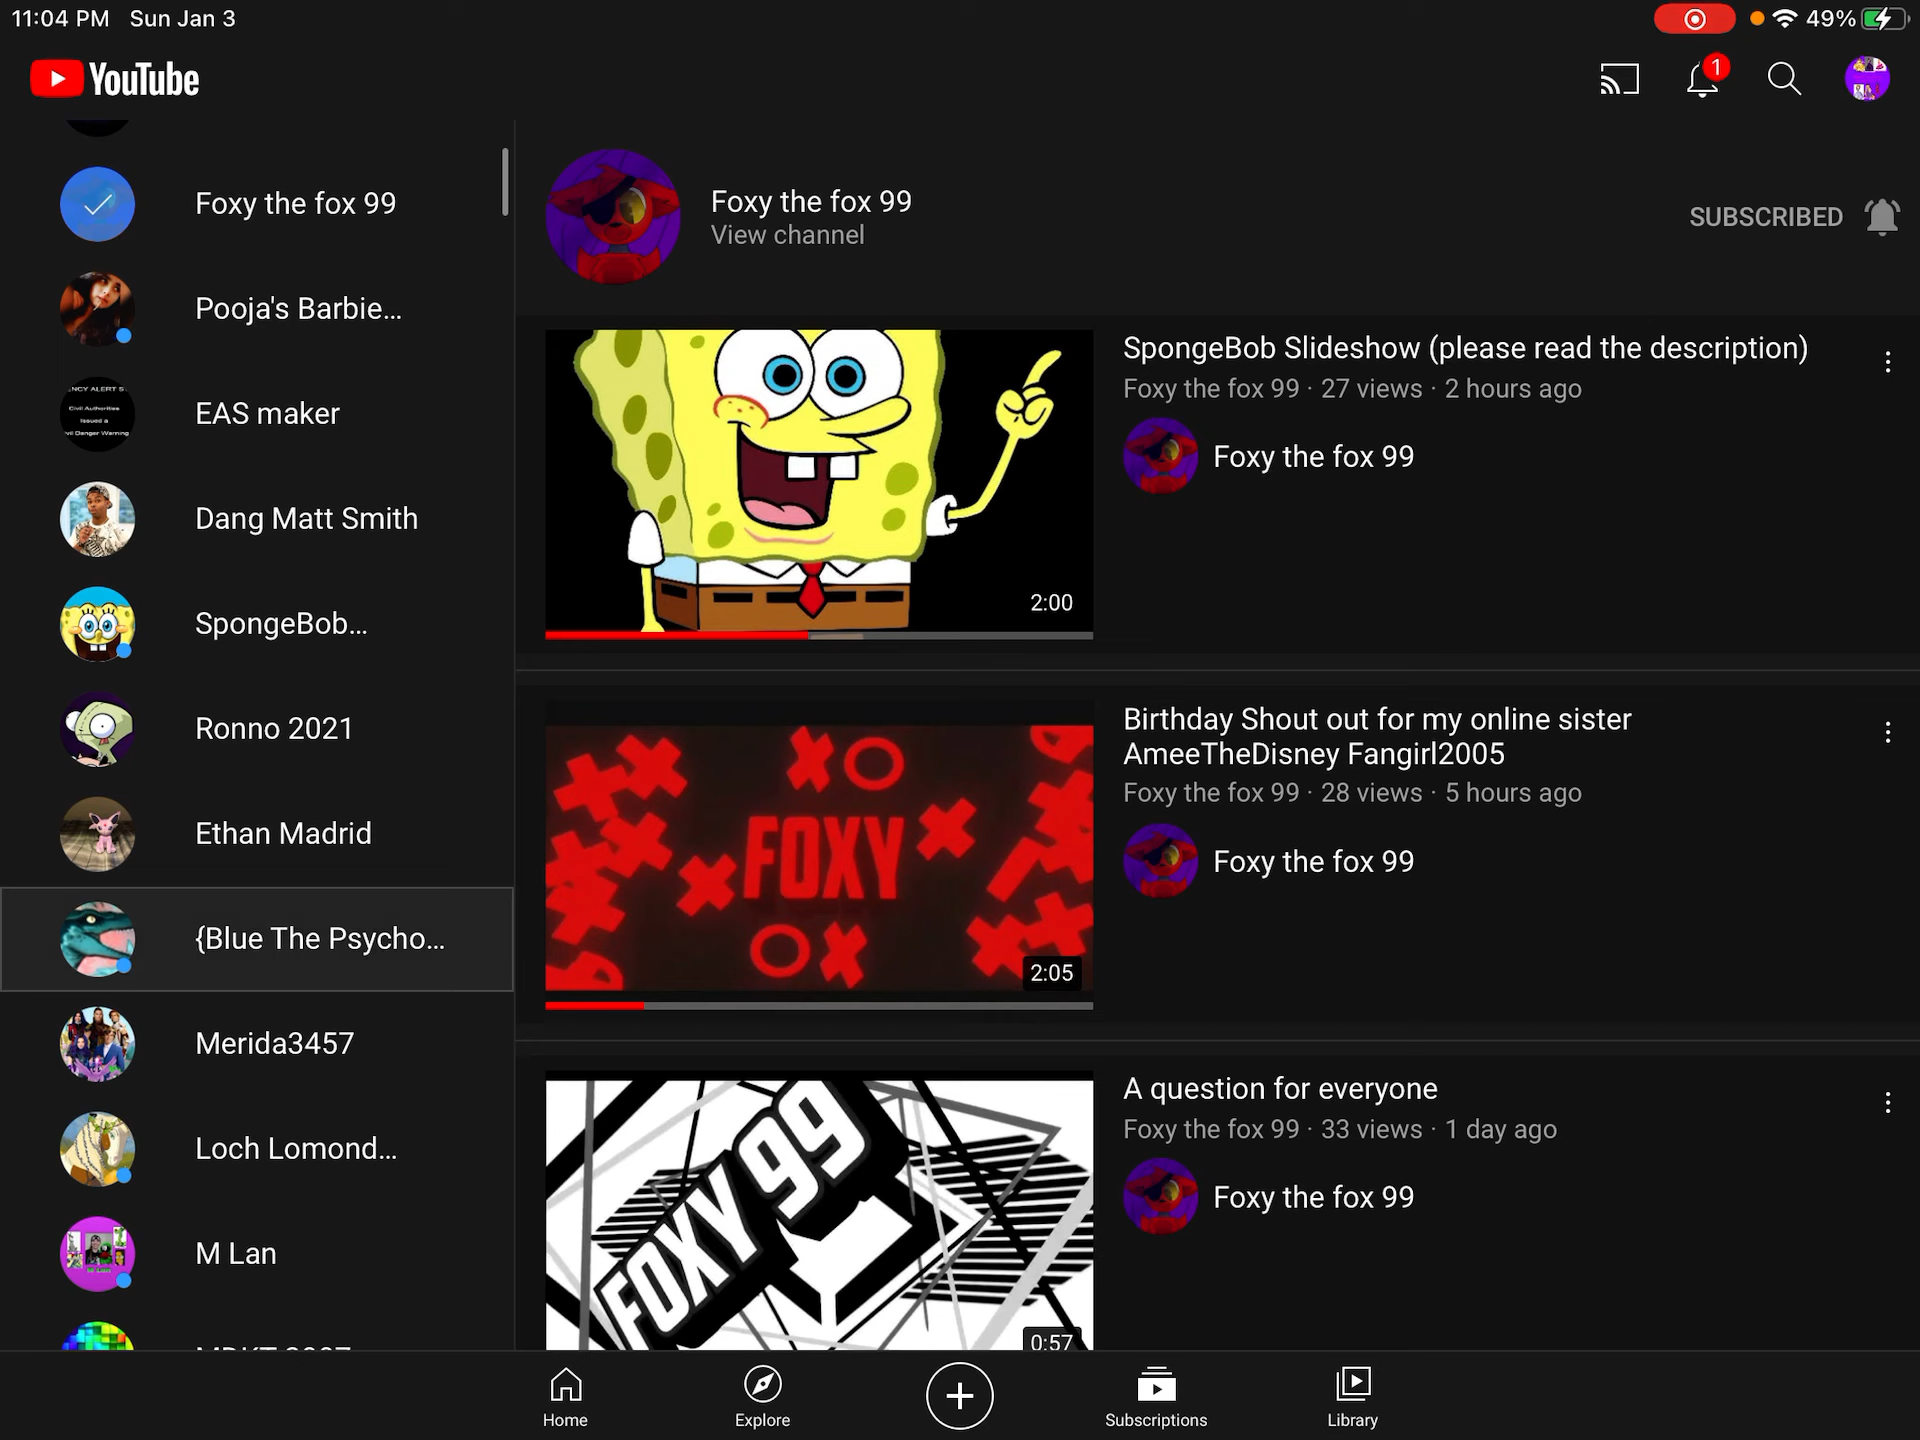 11:04 PM Sun Jan 3
49%
YouTube
1
Foxy the fox 99
Pooja's Barbie...
EAS maker
Dang Matt Smith
SpongeBob...
Ronno 2021
Ethan Madrid
{Blue The Psycho...
Merida3457
Loch Lomond...
M Lan
Foxy the fox 99
View channel
SUBSCRIBED
SpongeBob Slideshow (please read the description)
Foxy the fox 99 · 27 views · 2 hours ago
Foxy the fox 99
2:00
Birthday Shout out for my online sister
AmeeTheDisney Fangirl2005
Foxy the fox 99 · 28 views · 5 hours ago
Foxy the fox 99
FOXY
2:05
A question for everyone
Foxy the fox 99 · 33 views · 1 day ago
Foxy the fox 99
FOXY 99
0:57
Home
Explore
Subscriptions
Library